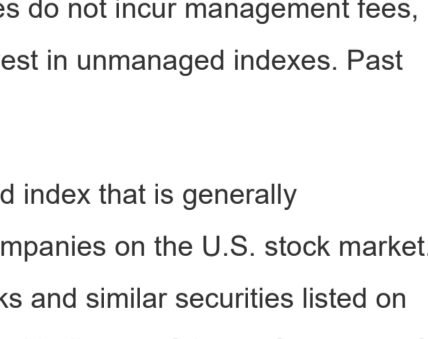 es do not incur management fees,
est in unmanaged indexes. Past
d index that is generally
mpanies on the U.S. stock market.
ks and similar securities listed on